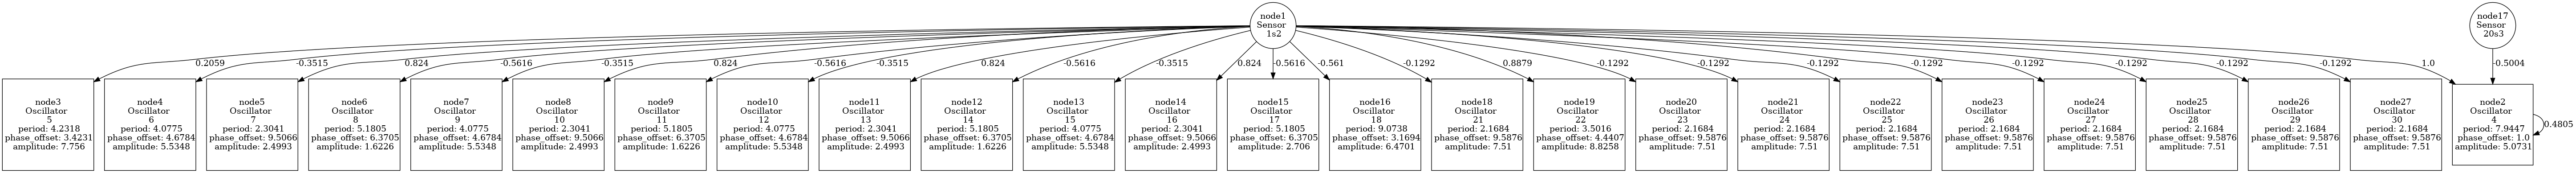 node1
Sensor
1s2
node17
Sensor
20s3
0.2059
-0.3515
0.824
-0.5616
-0.3515
0.824
-0.5616
-0.3515
0.824
-0.5616
-0.3515
0.824
-0.5616
-0.561
-0.1292
0.8879
-0.1292
-0.1292
-0.1292
-0.1292
-0.1292
-0.1292
-0.1292
-0.1292
1.0
-0.5004
node3
Oscillator
5
period: 4.2318
phase_offset: 3.4231
amplitude: 7.756
node4
Oscillator
6
period: 4.0775
phase_offset: 4.6784
amplitude: 5.5348
node5
Oscillator
7
period: 2.3041
phase_offset: 9.5066
amplitude: 2.4993
node6
Oscillator
8
period: 5.1805
phase_offset: 6.3705
amplitude: 1.6226
node7
Oscillator
9
period: 4.0775
phase_offset: 4.6784
amplitude: 5.5348
node8
Oscillator
10
period: 2.3041
phase_offset: 9.5066
amplitude: 2.4993
node9
Oscillator
11
period: 5.1805
phase_offset: 6.3705
amplitude: 1.6226
node10
Oscillator
12
period: 4.0775
phase_offset: 4.6784
amplitude: 5.5348
node11
Oscillator
13
period: 2.3041
phase_offset: 9.5066
amplitude: 2.4993
node12
Oscillator
14
period: 5.1805
phase_offset: 6.3705
amplitude: 1.6226
node13
Oscillator
15
period: 4.0775
phase_offset: 4.6784
amplitude: 5.5348
node14
Oscillator
16
period: 2.3041
phase_offset: 9.5066
amplitude: 2.4993
node15
Oscillator
17
period: 5.1805
phase_offset: 6.3705
amplitude: 2.706
node16
Oscillator
18
period: 9.0738
phase_offset: 3.1694
amplitude: 6.4701
node18
Oscillator
21
period: 2.1684
phase_offset: 9.5876
amplitude: 7.51
node19
Oscillator
22
period: 3.5016
phase_offset: 4.4407
amplitude: 8.8258
node20
Oscillator
23
period: 2.1684
phase_offset: 9.5876
amplitude: 7.51
node21
Oscillator
24
period: 2.1684
phase_offset: 9.5876
amplitude: 7.51
node22
Oscillator
25
period: 2.1684
phase_offset: 9.5876
amplitude: 7.51
node23
Oscillator
26
period: 2.1684
phase_offset: 9.5876
amplitude: 7.51
node24
Oscillator
27
period: 2.1684
phase_offset: 9.5876
amplitude: 7.51
node25
Oscillator
28
period: 2.1684
phase_offset: 9.5876
amplitude: 7.51
node26
Oscillator
29
period: 2.1684
phase_offset: 9.5876
amplitude: 7.51
node27
Oscillator
30
period: 2.1684
phase_offset: 9.5876
amplitude: 7.51
node2
Oscillator
4
period: 7.9447
phase_offset: 1.0
amplitude: 5.0731
0.4805